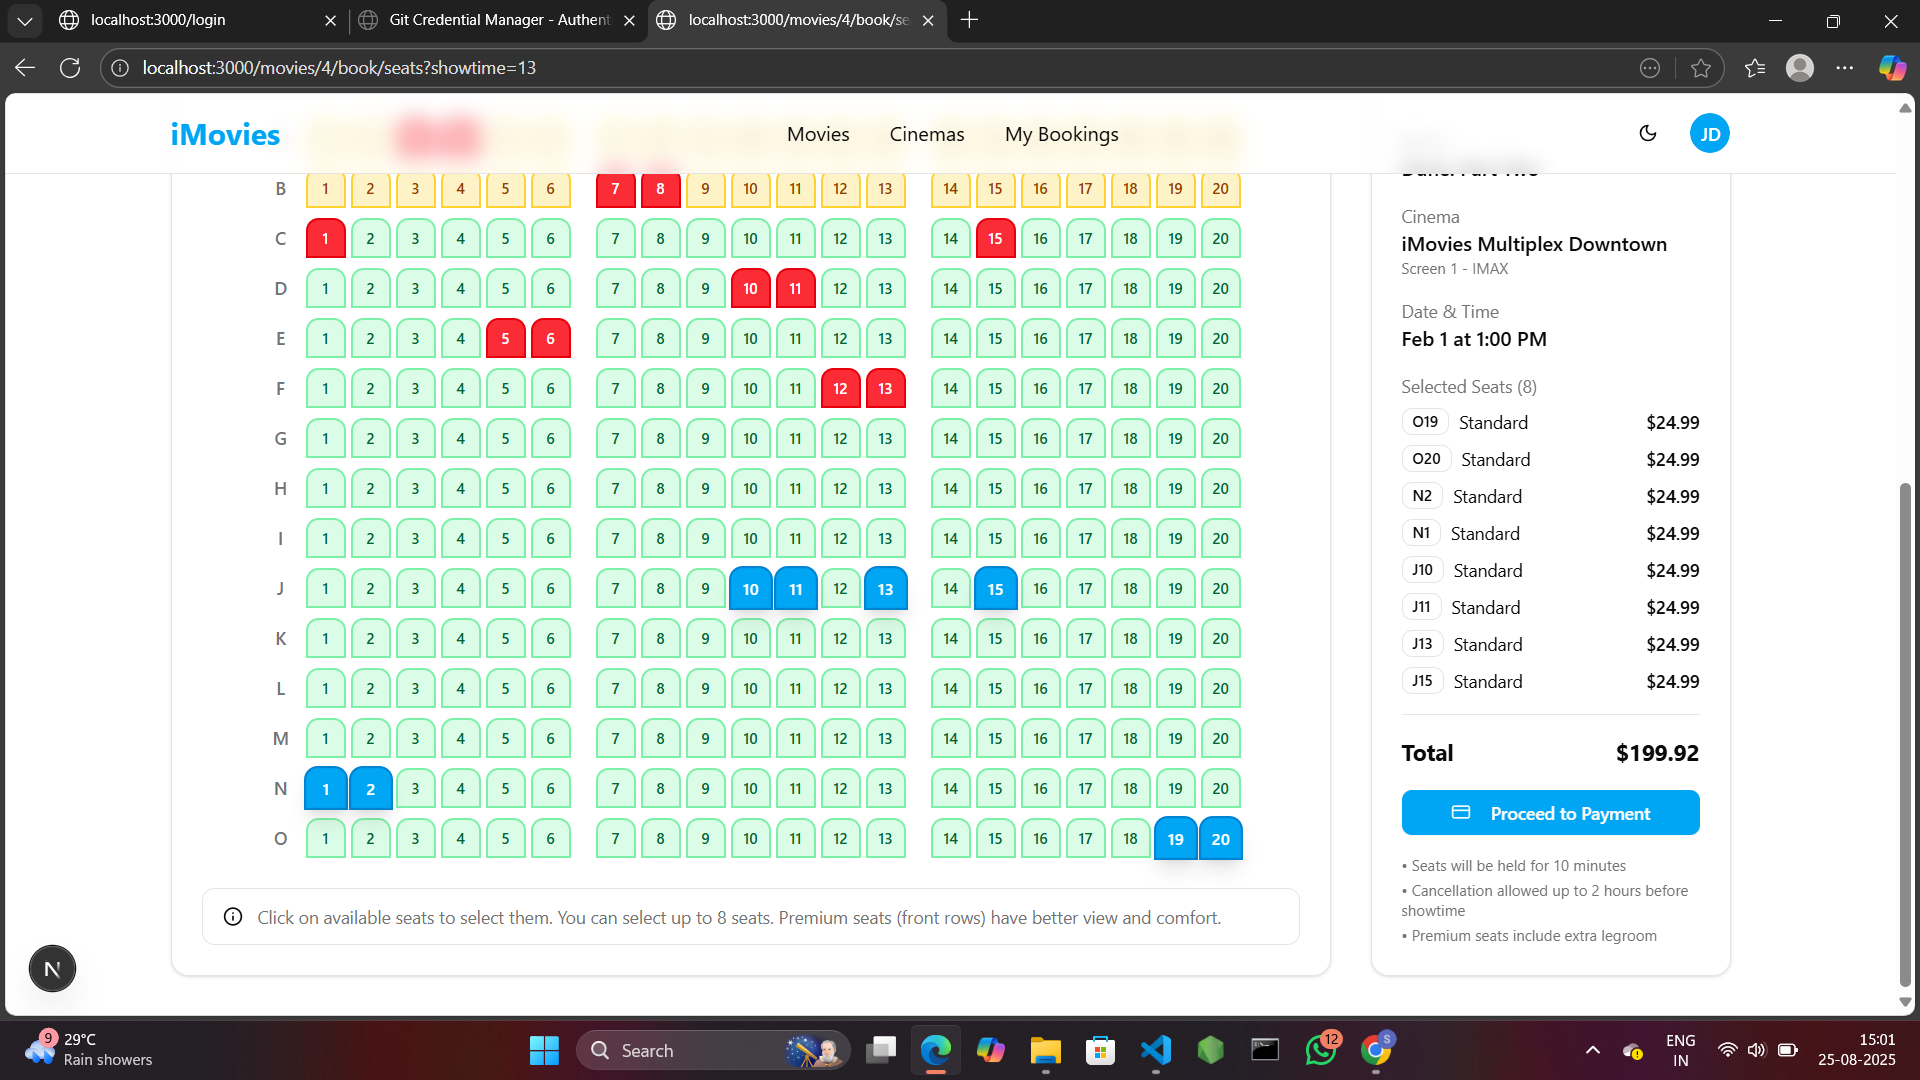 localhost:3000/login
Git Credential Manager - Authent
localhost:3000/movies/4/book/se
localhost:3000/movies/4/book/seats?showtime=13
iMovies
Movies
Cinemas
My Bookings
JD
B 1 2 3 4 5 6 7 8 9 10 11 12 13 14 15 16 17 18 19 20
C 1 2 3 4 5 6 7 8 9 10 11 12 13 14 15 16 17 18 19 20
D 1 2 3 4 5 6 7 8 9 10 11 12 13 14 15 16 17 18 19 20
E 1 2 3 4 5 6 7 8 9 10 11 12 13 14 15 16 17 18 19 20
F 1 2 3 4 5 6 7 8 9 10 11 12 13 14 15 16 17 18 19 20
G 1 2 3 4 5 6 7 8 9 10 11 12 13 14 15 16 17 18 19 20
H 1 2 3 4 5 6 7 8 9 10 11 12 13 14 15 16 17 18 19 20
I 1 2 3 4 5 6 7 8 9 10 11 12 13 14 15 16 17 18 19 20
J 1 2 3 4 5 6 7 8 9 10 11 12 13 14 15 16 17 18 19 20
K 1 2 3 4 5 6 7 8 9 10 11 12 13 14 15 16 17 18 19 20
L 1 2 3 4 5 6 7 8 9 10 11 12 13 14 15 16 17 18 19 20
M 1 2 3 4 5 6 7 8 9 10 11 12 13 14 15 16 17 18 19 20
N 1 2 3 4 5 6 7 8 9 10 11 12 13 14 15 16 17 18 19 20
O 1 2 3 4 5 6 7 8 9 10 11 12 13 14 15 16 17 18 19 20
Click on available seats to select them. You can select up to 8 seats. Premium seats (front rows) have better view and comfort.
Cinema
iMovies Multiplex Downtown
Screen 1 - IMAX
Date & Time
Feb 1 at 1:00 PM
Selected Seats (8)
O19 Standard $24.99
O20 Standard $24.99
N2 Standard $24.99
N1 Standard $24.99
J10 Standard $24.99
J11 Standard $24.99
J13 Standard $24.99
J15 Standard $24.99
Total $199.92
Proceed to Payment
• Seats will be held for 10 minutes
• Cancellation allowed up to 2 hours before
showtime
• Premium seats include extra legroom
N
9
29°C
Rain showers
Search
12
S
ENG
IN
15:01
25-08-2025